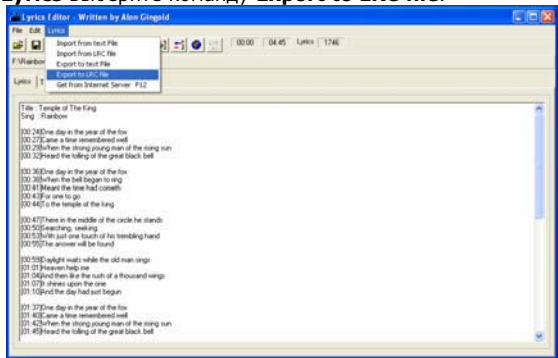 Lyrics выберите команду Export to LRC file.
Lyrics Editor - Written by Alon Gingold
File Edit Lyrics
Import from text File
Import from LRC file
Export to text File
Export to LRC file
Get from Internet Server F12
00:00 04:45 Lyrics 1746
F:\Rainbow
Lyrics
Title : Temple of The King
Sing : Rainbow
[00:24]One day in the year of the fox
[00:27]Came a time remembered well
[00:29]When the strong young man of the rising sun
[00:32]Heard the tolling of the great black bell
[00:36]One day in the year of the fox
[00:38]When the bell began to ring
[00:41]Meant the time had cometh
[00:43]For one to go
[00:44]To the temple of the king
[00:47]There in the middle of the circle he stands
[00:50]Searching, seeking
[00:53]With just one touch of his trembling hand
[00:55]The answer will be found
[00:59]Daylight waits while the old man sings
[01:01]Heaven help me
[01:04]And then like the rush of a thousand wings
[01:07]It shines upon the one
[01:10]And the day had just begun
[01:37]One day in the year of the fox
[01:40]Came a time remembered well
[01:42]When the strong young man of the rising sun
[01:45]Heard the tolling of the great black bell